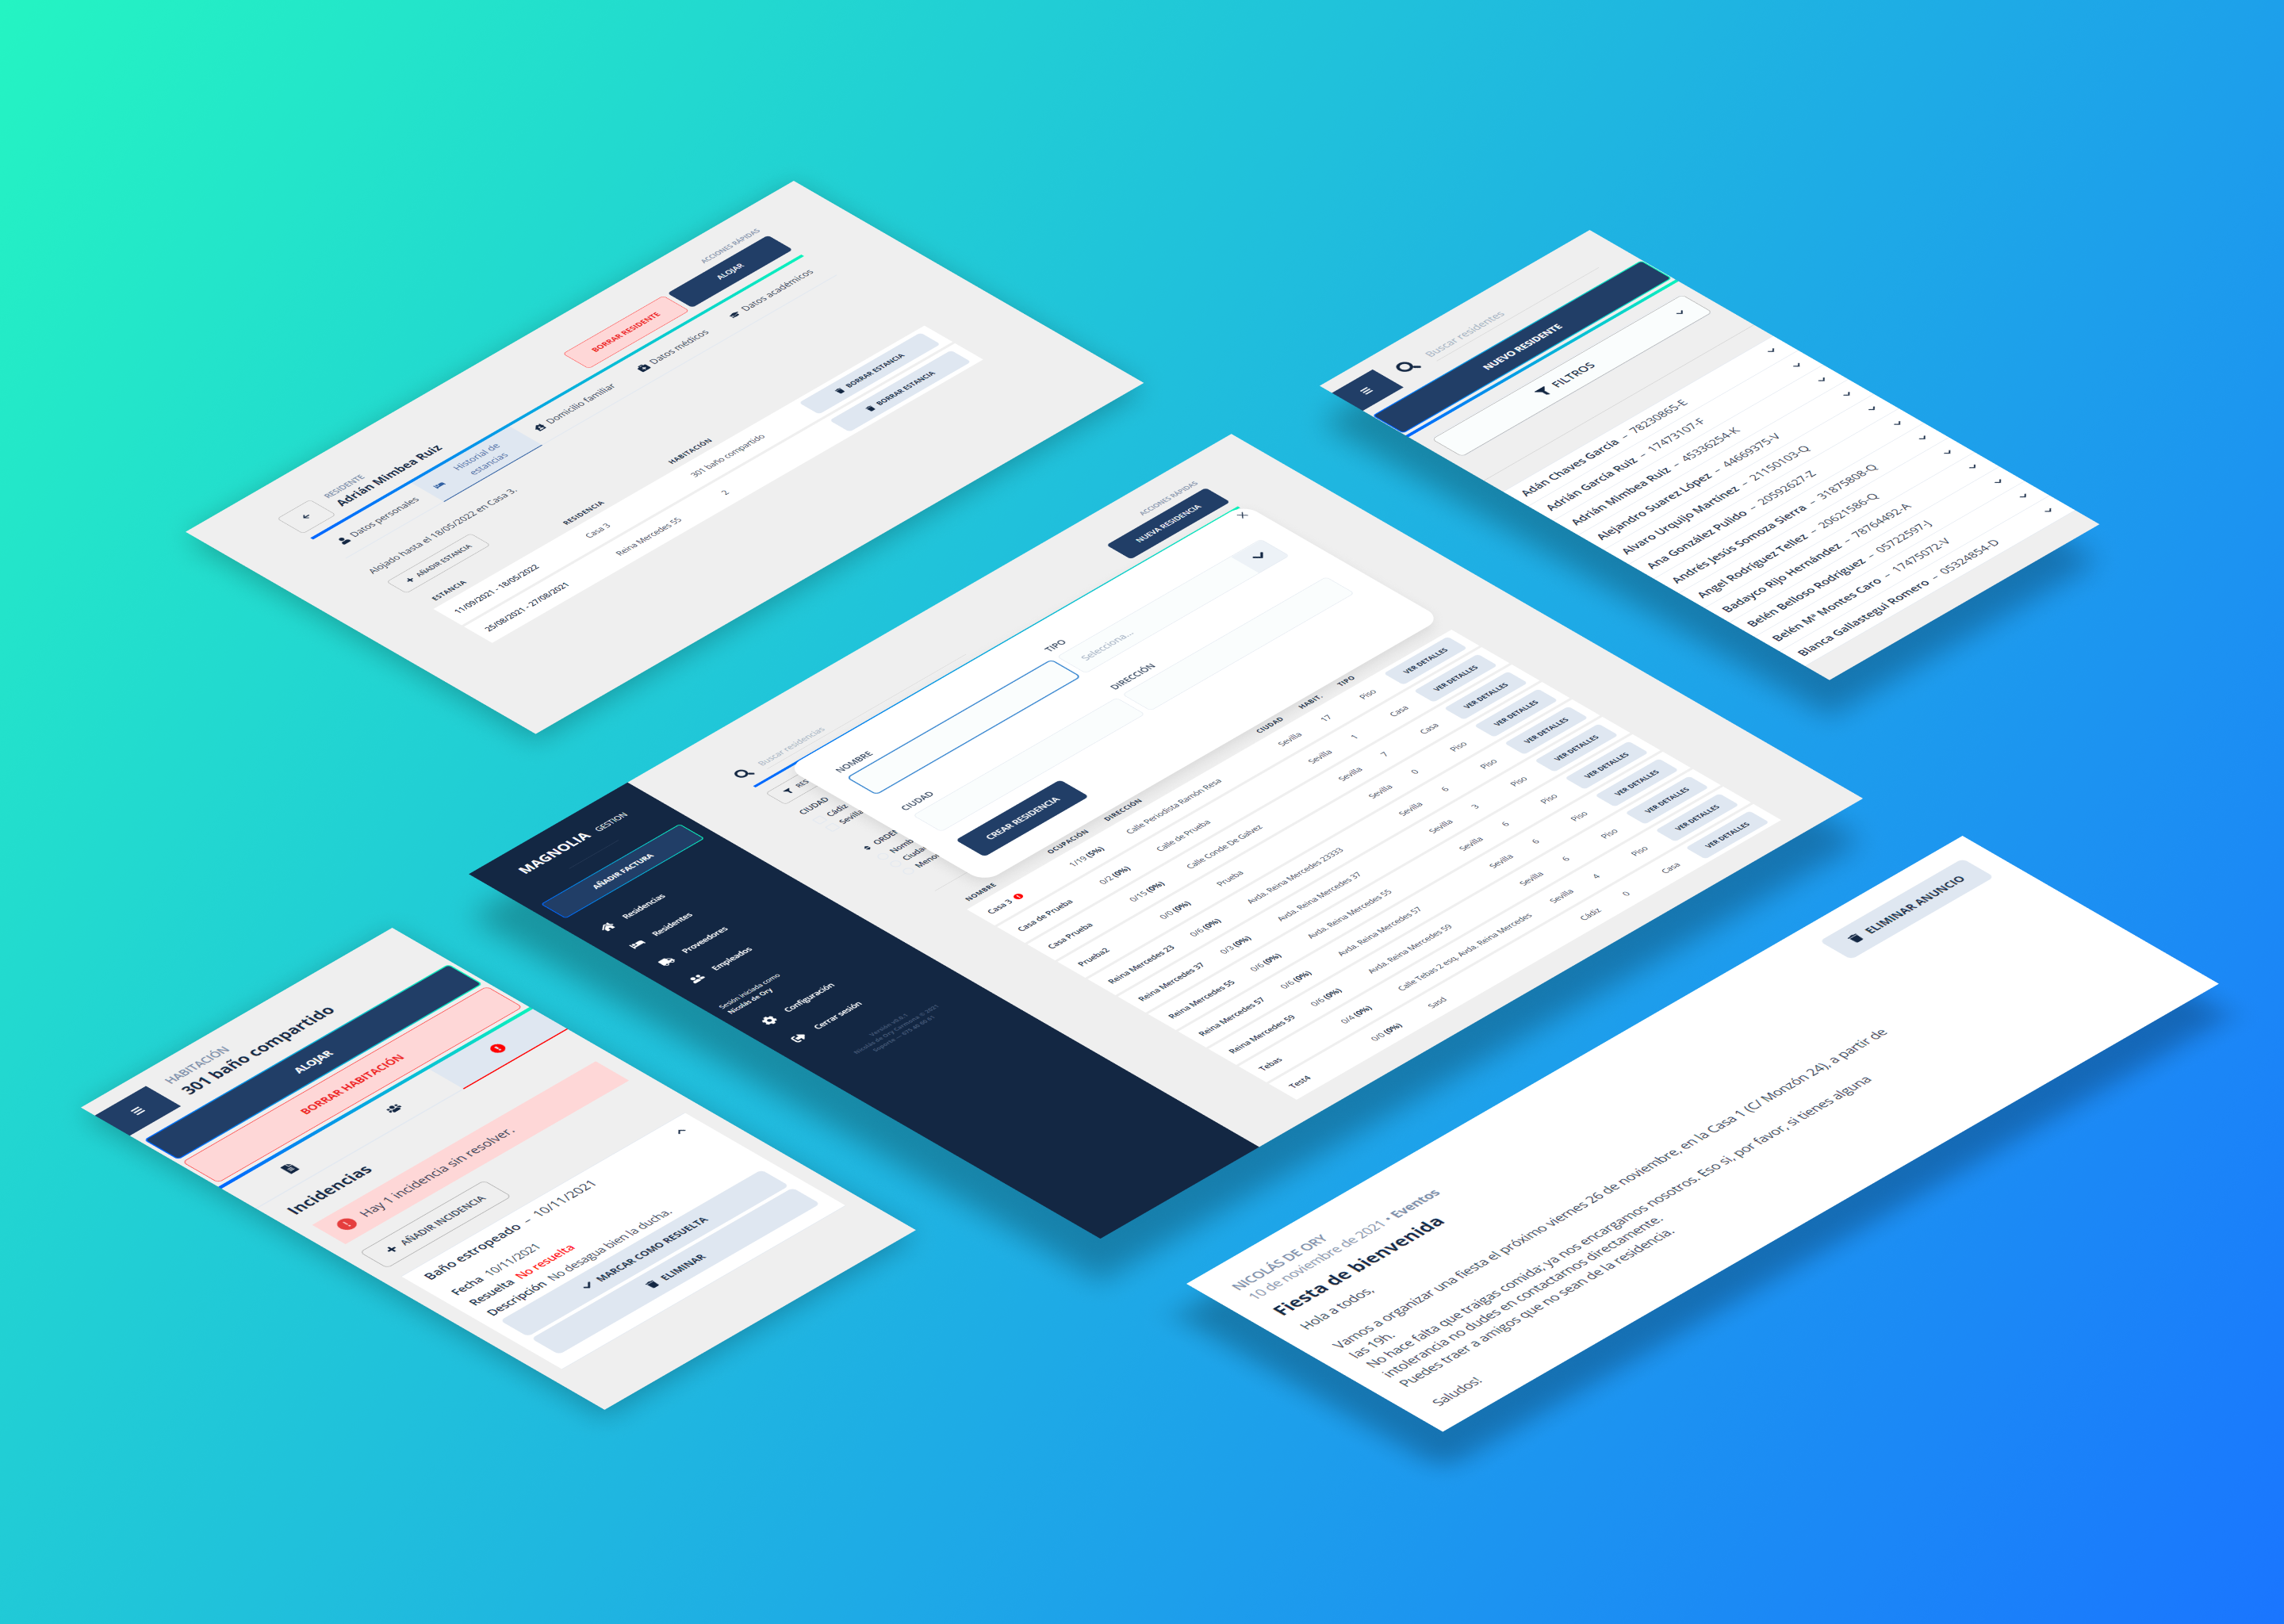 RESIDENTE
Adrián Mimbea Ruiz
ACCIONES RÁPIDAS
BORRAR RESIDENTE
ALOJAR
Datos personales
Historial de
estancias
Domicilio familiar
Datos médicos
Datos académicos
Alojado hasta el 18/05/2022 en Casa 3.
AÑADIR ESTANCIA
ESTANCIA RESIDENCIA HABITACIÓN
11/09/2021 - 18/05/2022 Casa 3 301 baño compartido BORRAR ESTANCIA
25/08/2021 - 27/08/2021 Reina Mercedes 55 2 BORRAR ESTANCIA
Buscar residentes
NUEVO RESIDENTE
FILTROS
Adán Chaves García – 78230865-E
Adrián García Ruiz – 17473107-F
Adrián Mimbea Ruiz – 45336254-K
Alejandro Suarez López – 44669375-V
Alvaro Urquijo Martínez – 21150103-Q
Ana González Pulido – 20592627-Z
Andrés Jesús Somoza Sierra – 31875808-Q
Angel Rodríguez Tellez – 20621586-Q
Badayco Rijo Hernández – 78764492-A
Belén Belloso Rodríguez – 05722597-J
Belén Mª Montes Caro – 17475072-V
Blanca Gallastegui Romero – 05324854-D
MAGNOLIA GESTION
AÑADIR FACTURA
Residencias
Residentes
Proveedores
Empleados
Sesión iniciada como
Nicolás de Ory
Configuración
Cerrar sesión
Buscar residencias
ACCIONES RÁPIDAS
NUEVA RESIDENCIA
RES
CIUDAD
Cádiz
Sevilla
ORDEN
Nomb
Ciuda
Meno
NOMBRE
TIPO
Selecciona...
CIUDAD
DIRECCIÓN
CREAR RESIDENCIA
NOMBRE OCUPACIÓN DIRECCIÓN CIUDAD HABIT. TIPO
Casa 3 1/19 (5%) Calle Periodista Ramón Resa Sevilla 17 Piso VER DETALLES
Casa de Prueba 0/2 (0%) Calle de Prueba Sevilla 1 Casa VER DETALLES
Casa Prueba 0/15 (0%) Calle Conde De Galvez Sevilla 7 Casa VER DETALLES
Prueba2 0/0 (0%) Prueba Sevilla 0 Piso VER DETALLES
Reina Mercedes 23 0/6 (0%) Avda. Reina Mercedes 23333 Sevilla 6 Piso VER DETALLES
Reina Mercedes 37 0/3 (0%) Avda. Reina Mercedes 37 Sevilla 3 Piso VER DETALLES
Reina Mercedes 55 0/6 (0%) Avda. Reina Mercedes 55 Sevilla 6 Piso VER DETALLES
Reina Mercedes 57 0/6 (0%) Avda. Reina Mercedes 57 Sevilla 6 Piso VER DETALLES
Reina Mercedes 59 0/6 (0%) Avda. Reina Mercedes 59 Sevilla 6 Piso VER DETALLES
Tebas 0/4 (0%) Calle Tebas 2 esq. Avda. Reina Mercedes Sevilla 4 Piso VER DETALLES
Test4 0/0 (0%) Sasd Cádiz 0 Casa VER DETALLES
HABITACIÓN
301 baño compartido
ALOJAR
BORRAR HABITACIÓN
Incidencias
Hay 1 incidencia sin resolver.
AÑADIR INCIDENCIA
Baño estropeado – 10/11/2021
Fecha 10/11/2021
Resuelta No resuelta
Descripción No desagua bien la ducha.
MARCAR COMO RESUELTA
ELIMINAR
ELIMINAR ANUNCIO
NICOLÁS DE ORY
10 de noviembre de 2021 • Eventos
Fiesta de bienvenida
Hola a todos,
Vamos a organizar una fiesta el próximo viernes 26 de noviembre, en la Casa 1 (C/ Monzón 24), a partir de
las 19h.
No hace falta que traigas comida; ya nos encargamos nosotros. Eso si, por favor, si tienes alguna
intolerancia no dudes en contactarnos directamente.
Puedes traer a amigos que no sean de la residencia.
Saludos!